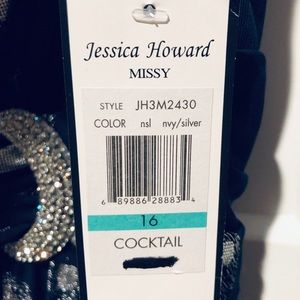 Jessica Howard
MISSY
STYLE JH3M2430
COLOR nsl nvy/silver
6 89886 28883 4
16
COCKTAIL